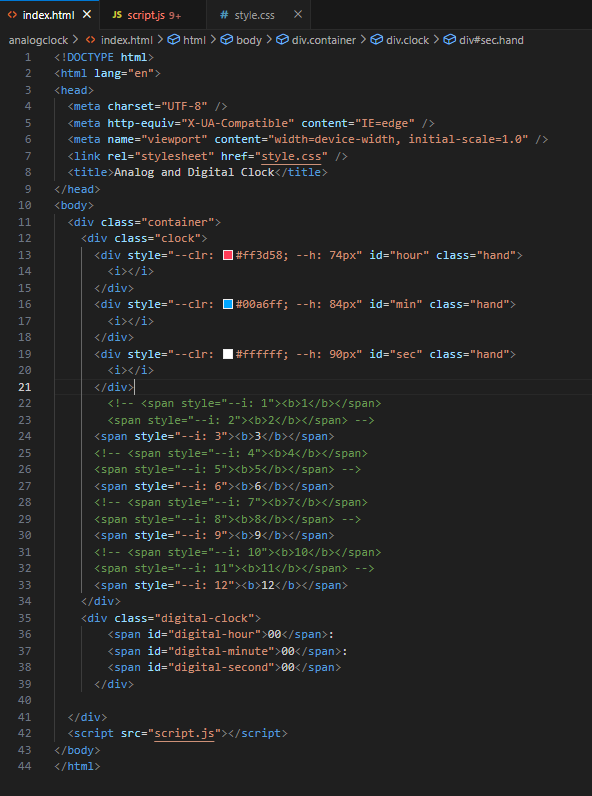 index.html
script.js 9+
style.css
analogclock > index.html > html > body > div.container > div.clock > div#sec.hand
1 <!DOCTYPE html>
2 <html lang="en">
3 <head>
4 <meta charset="UTF-8" />
5 <meta http-equiv="X-UA-Compatible" content="IE=edge" />
6 <meta name="viewport" content="width=device-width, initial-scale=1.0" />
7 <link rel="stylesheet" href="style.css" />
8 <title>Analog and Digital Clock</title>
9 </head>
10 <body>
11 <div class="container">
12 <div class="clock">
13 <div style="--clr: #ff3d58; --h: 74px" id="hour" class="hand">
14 <i></i>
15 </div>
16 <div style="--clr: #00a6ff; --h: 84px" id="min" class="hand">
17 <i></i>
18 </div>
19 <div style="--clr: #ffffff; --h: 90px" id="sec" class="hand">
20 <i></i>
21 </div>
22 <!-- <span style="--i: 1"><b>1</b></span>
23 <span style="--i: 2"><b>2</b></span> -->
24 <span style="--i: 3"><b>3</b></span>
25 <!-- <span style="--i: 4"><b>4</b></span>
26 <span style="--i: 5"><b>5</b></span> -->
27 <span style="--i: 6"><b>6</b></span>
28 <!-- <span style="--i: 7"><b>7</b></span>
29 <span style="--i: 8"><b>8</b></span> -->
30 <span style="--i: 9"><b>9</b></span>
31 <!-- <span style="--i: 10"><b>10</b></span>
32 <span style="--i: 11"><b>11</b></span> -->
33 <span style="--i: 12"><b>12</b></span>
34 </div>
35 <div class="digital-clock">
36 <span id="digital-hour">00</span>:
37 <span id="digital-minute">00</span>:
38 <span id="digital-second">00</span>
39 </div>
40
41 </div>
42 <script src="script.js"></script>
43 </body>
44 </html>